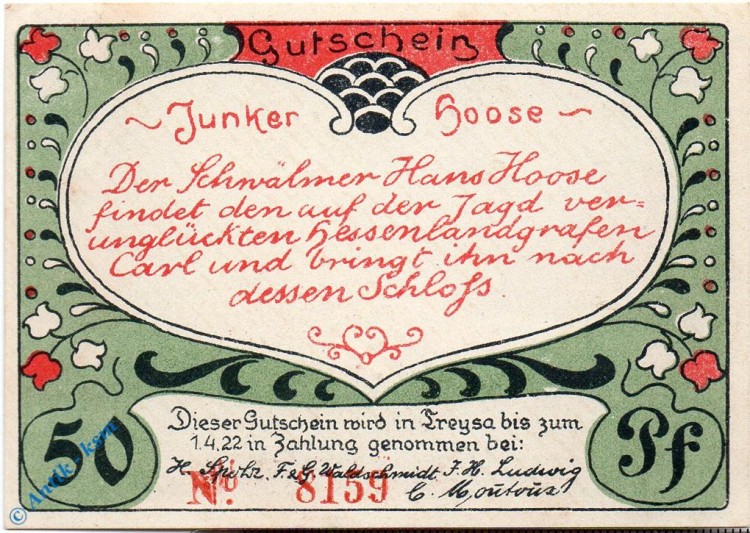 Gutschein
~ Junker Hoose ~
Der Schwälmer Hans Hoose
findet den auf der Jagd ver=
unglückten Hessenlandgrafen
Carl und bringt ihn nach
dessen Schloss
Dieser Gutschein wird in Treysa bis zum
1.4.22 in Zahlung genommen bei:
F&G Waldschmidt J. H. Ludwig
No. 8159
50 Pf